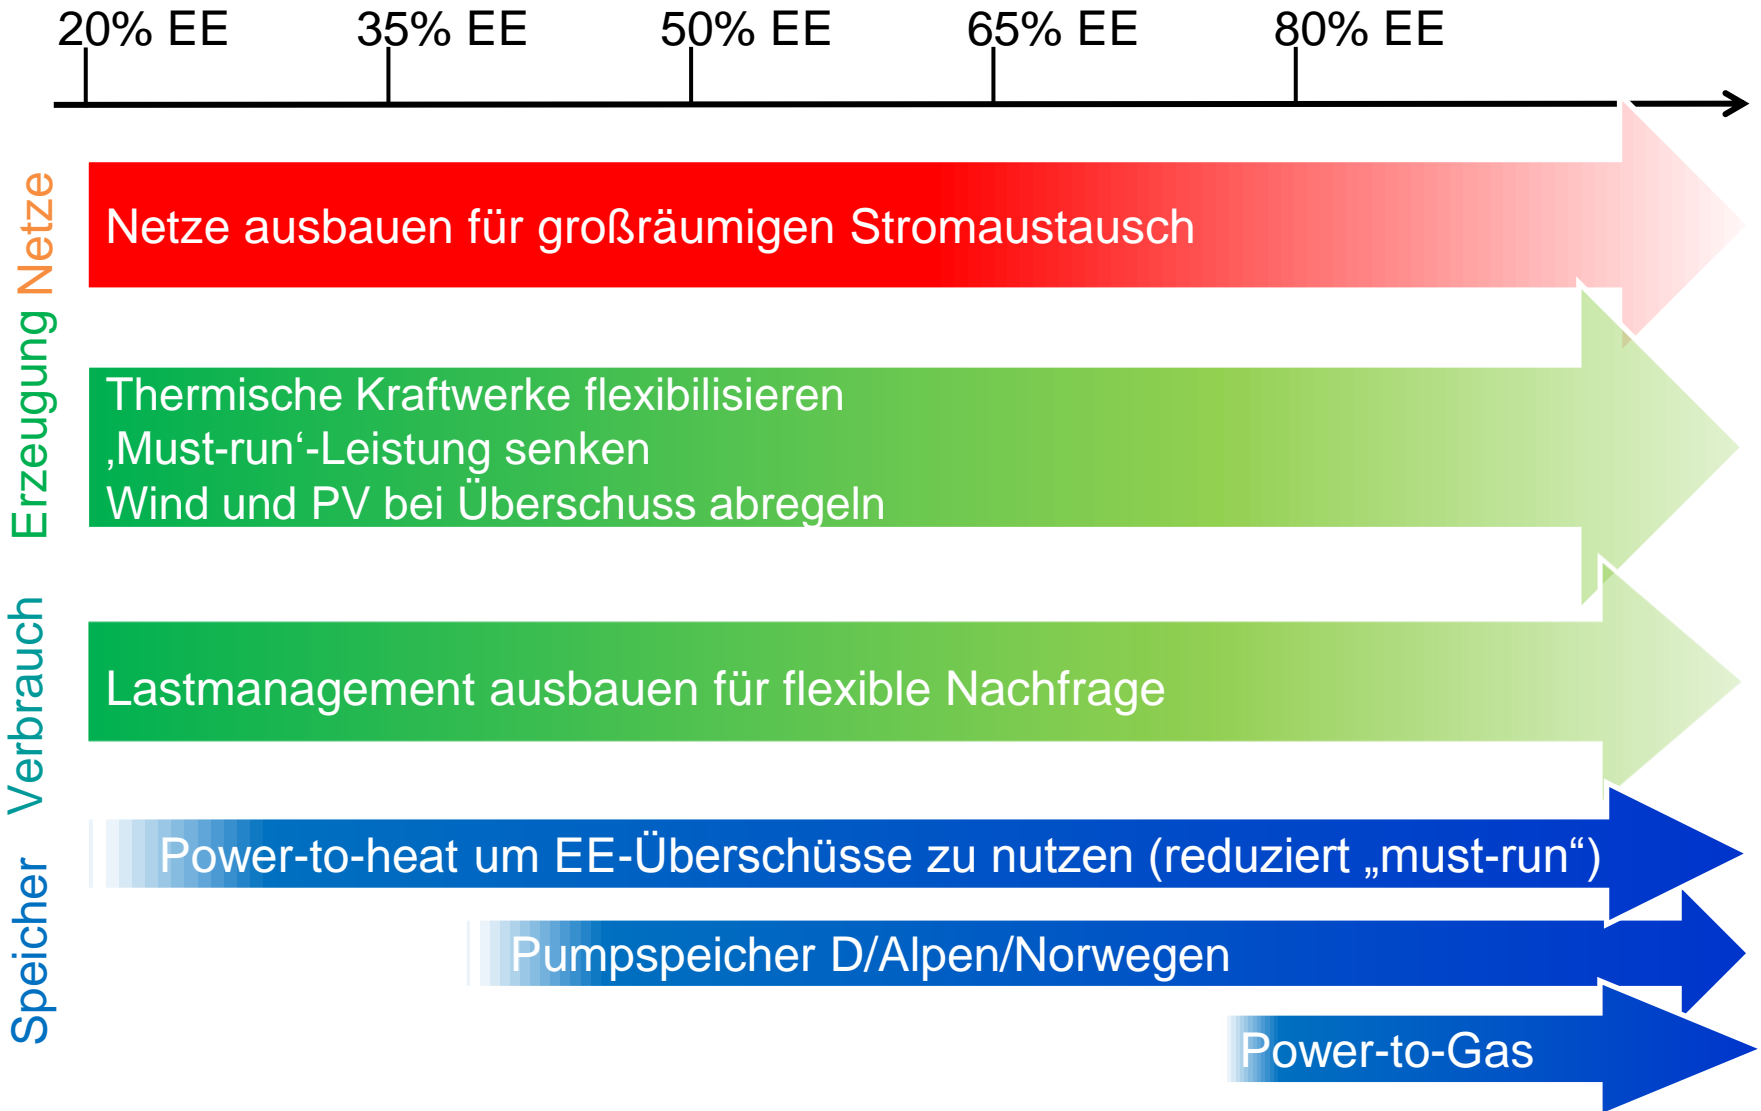 20% EE 35% EE 50% EE 65% EE 80% EE
Netze
Netze ausbauen für großräumigen Stromaustausch
Erzeugung
Thermische Kraftwerke flexibilisieren
‚Must-run‘-Leistung senken
Wind und PV bei Überschuss abregeln
Verbrauch
Lastmanagement ausbauen für flexible Nachfrage
Speicher
Power-to-heat um EE-Überschüsse zu nutzen (reduziert „must-run“)
Pumpspeicher D/Alpen/Norwegen
Power-to-Gas